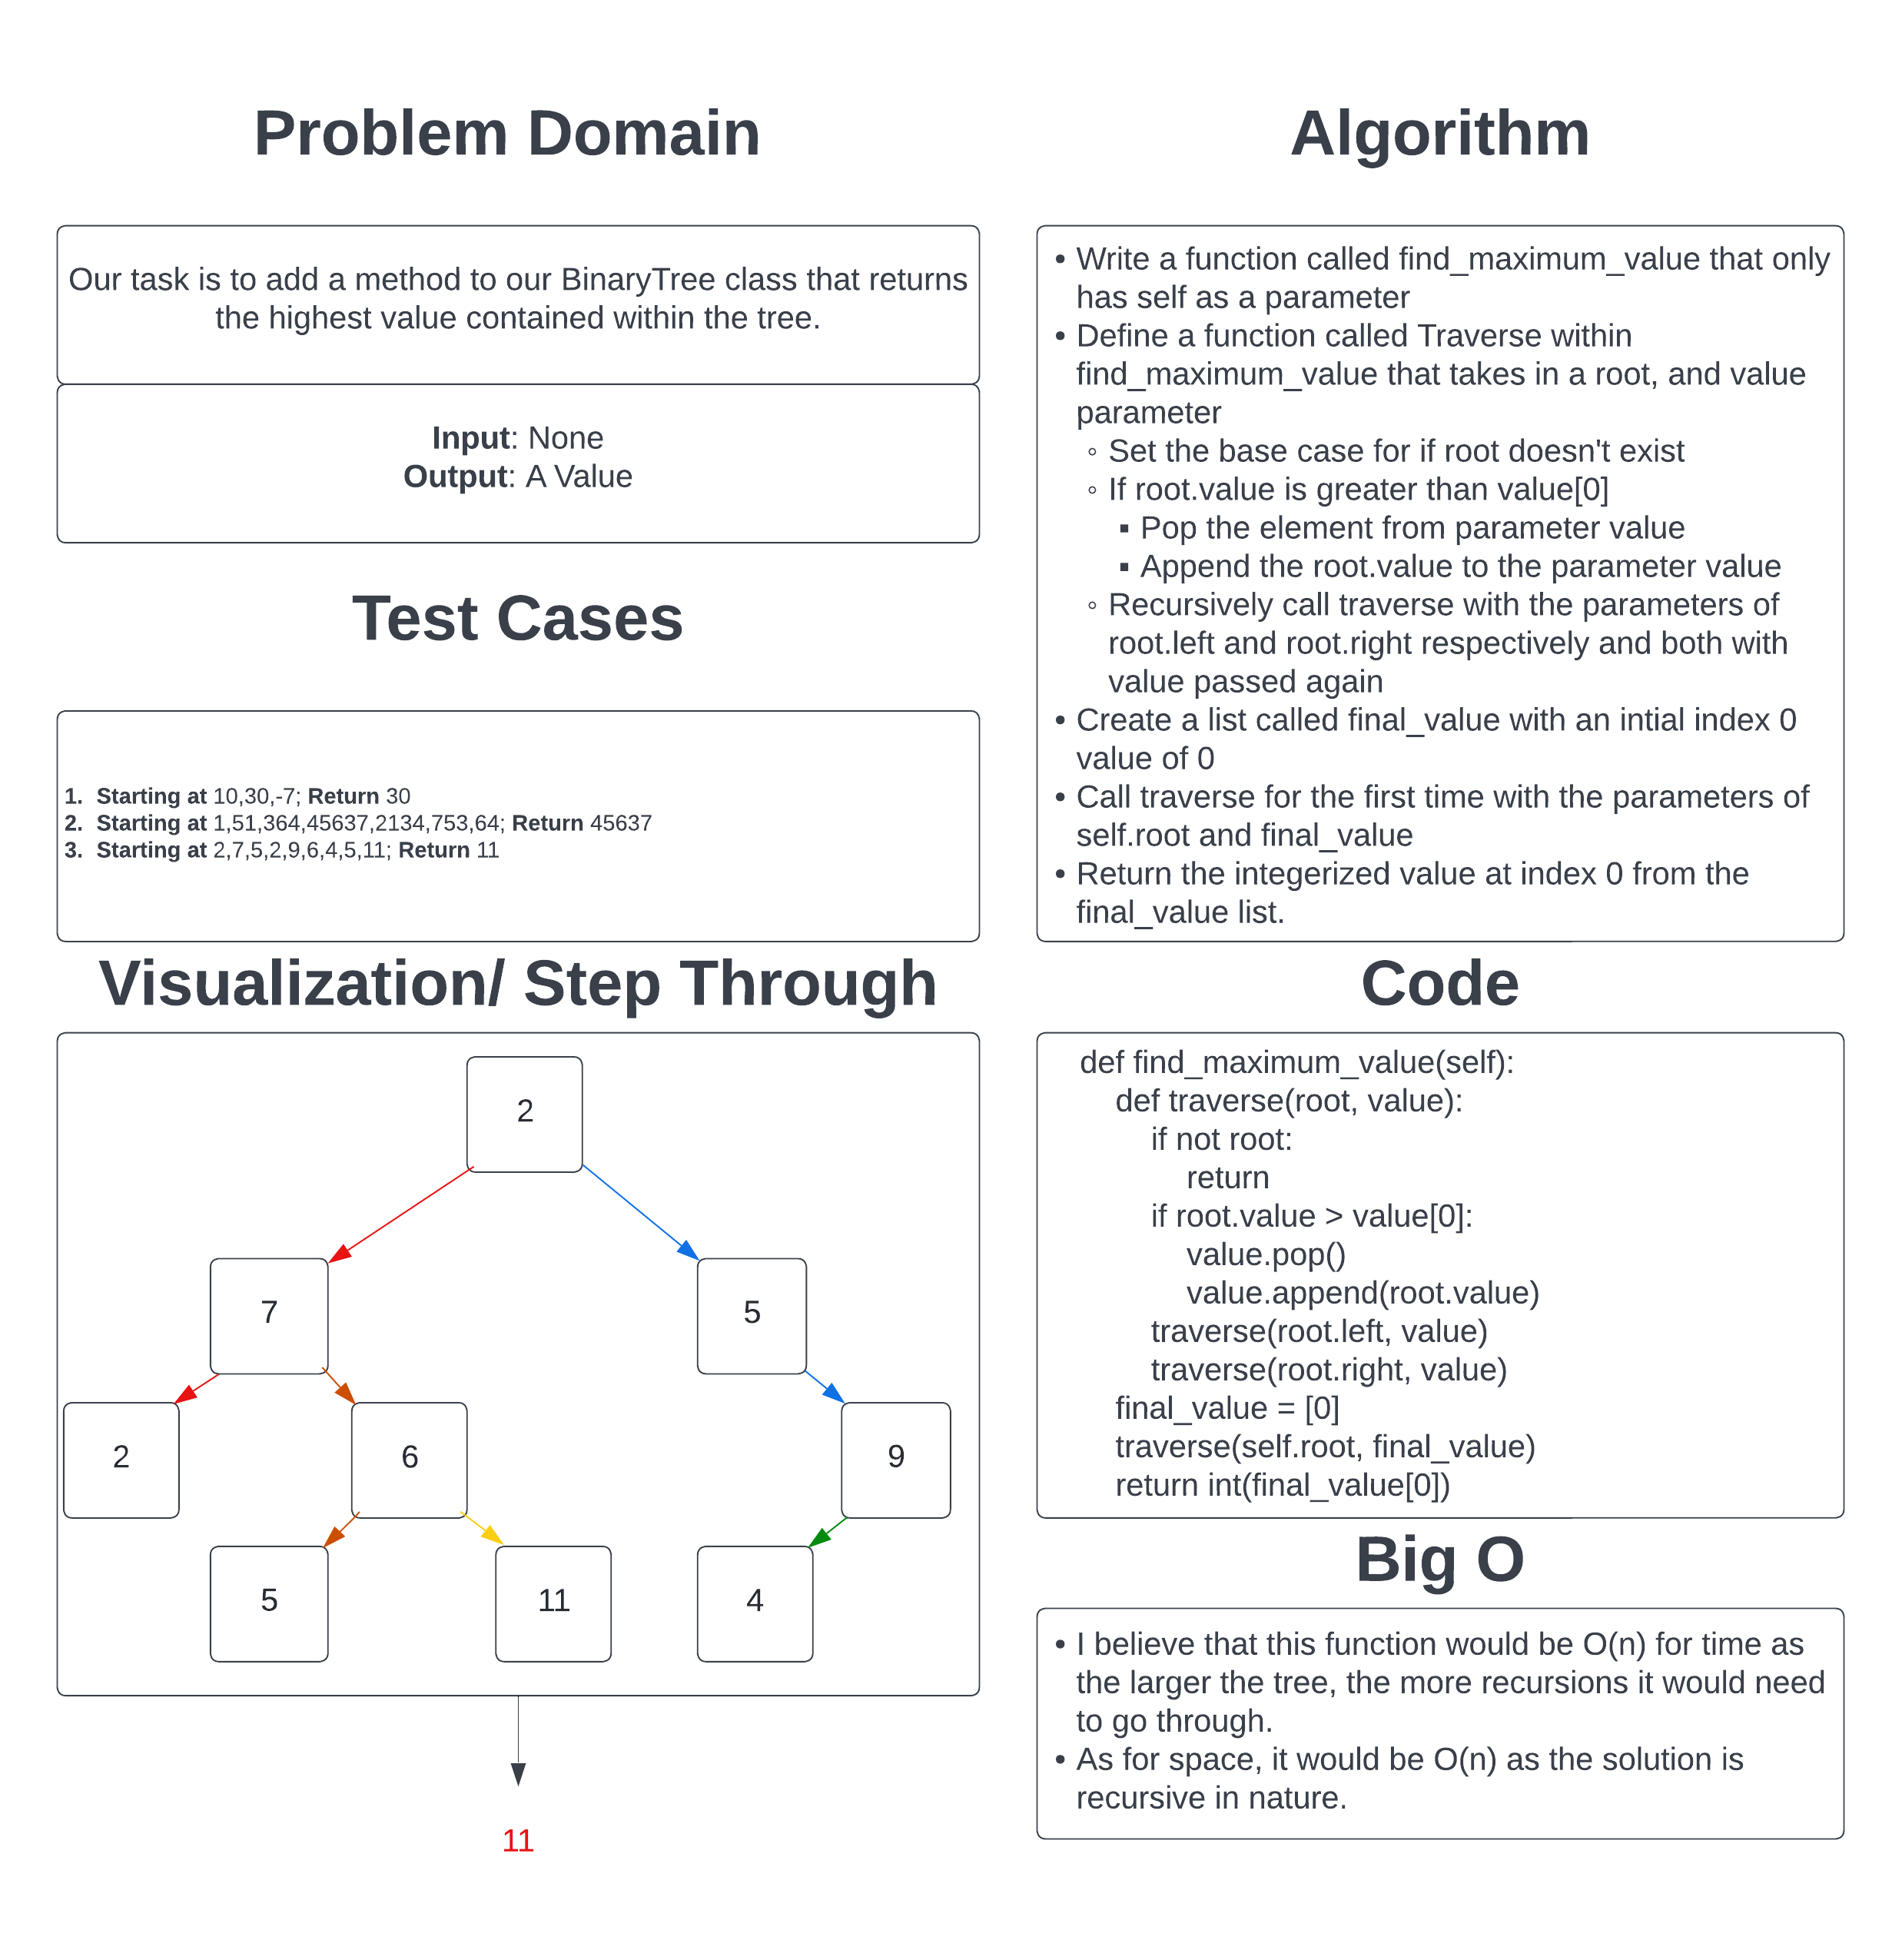 Problem Domain
Our task is to add a method to our BinaryTree class that returns
the highest value contained within the tree.
Input: None
Output: A Value
Test Cases
1. Starting at 10,30,-7; Return 30
2. Starting at 1,51,364,45637,2134,753,64; Return 45637
3. Starting at 2,7,5,2,9,6,4,5,11; Return 11
Visualization/ Step Through
2
7
5
2
6
9
5
11
4
11
Algorithm
• Write a function called find_maximum_value that only
has self as a parameter
• Define a function called Traverse within
find_maximum_value that takes in a root, and value
parameter
◦ Set the base case for if root doesn't exist
◦ If root.value is greater than value[0]
▪ Pop the element from parameter value
▪ Append the root.value to the parameter value
◦ Recursively call traverse with the parameters of
root.left and root.right respectively and both with
value passed again
• Create a list called final_value with an intial index 0
value of 0
• Call traverse for the first time with the parameters of
self.root and final_value
• Return the integerized value at index 0 from the
final_value list.
Code
def find_maximum_value(self):
def traverse(root, value):
if not root:
return
if root.value > value[0]:
value.pop()
value.append(root.value)
traverse(root.left, value)
traverse(root.right, value)
final_value = [0]
traverse(self.root, final_value)
return int(final_value[0])
Big O
• I believe that this function would be O(n) for time as
the larger the tree, the more recursions it would need
to go through.
• As for space, it would be O(n) as the solution is
recursive in nature.